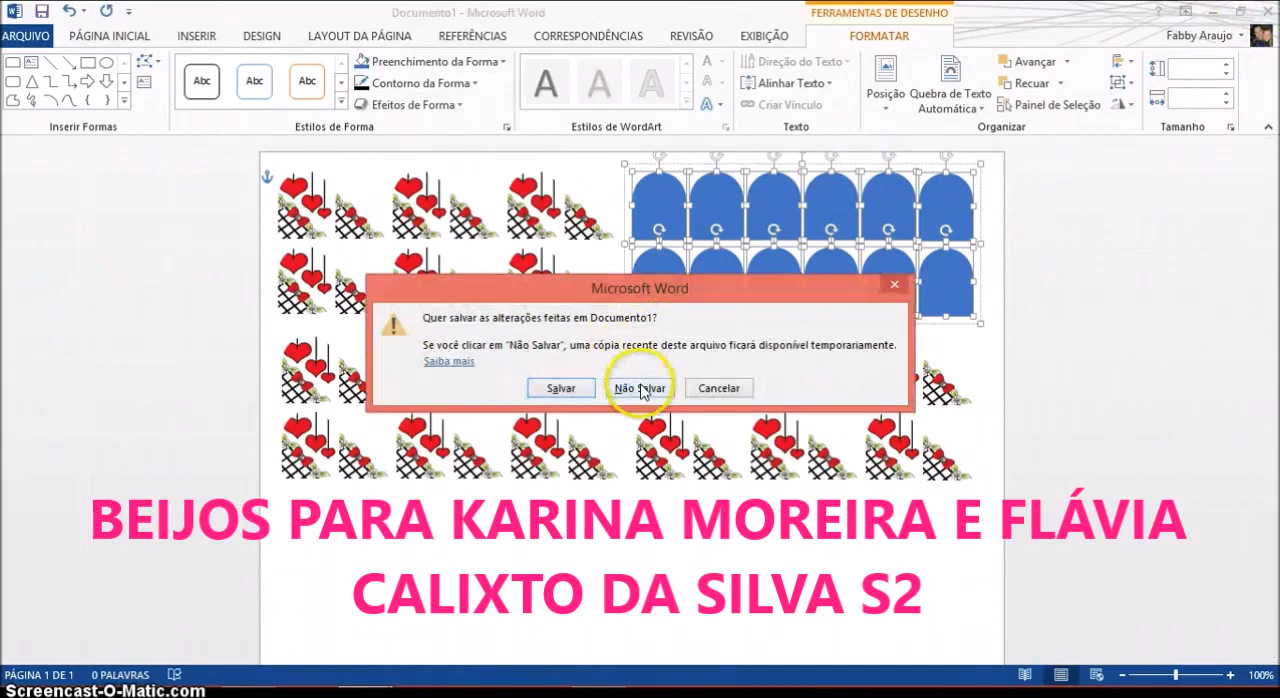 Documento1 - Microsoft Word
FERRAMENTAS DE DESENHO
ARQUIVO PÁGINA INICIAL INSERIR DESIGN LAYOUT DA PÁGINA REFERÊNCIAS CORRESPONDÊNCIAS REVISÃO EXIBIÇÃO FORMATAR Fabby Araujo
Abc Abc Abc
Preenchimento da Forma
Contorno da Forma
Efeitos de Forma
A A A
A
A
A
Direção do Texto
Alinhar Texto
Criar Vínculo
Posição
Quebra de Texto
Automática
Avançar
Recuar
Painel de Seleção
Inserir Formas Estilos de Forma Estilos de WordArt Texto Organizar Tamanho
Microsoft Word
Quer salvar as alterações feitas em Documento1?
Se você clicar em "Não Salvar", uma cópia recente deste arquivo ficará disponível temporariamente.
Saiba mais
Salvar Não Salvar Cancelar
BEIJOS PARA KARINA MOREIRA E FLÁVIA
CALIXTO DA SILVA S2
PÁGINA 1 DE 1 0 PALAVRAS 100%
Screencast-O-Matic.com